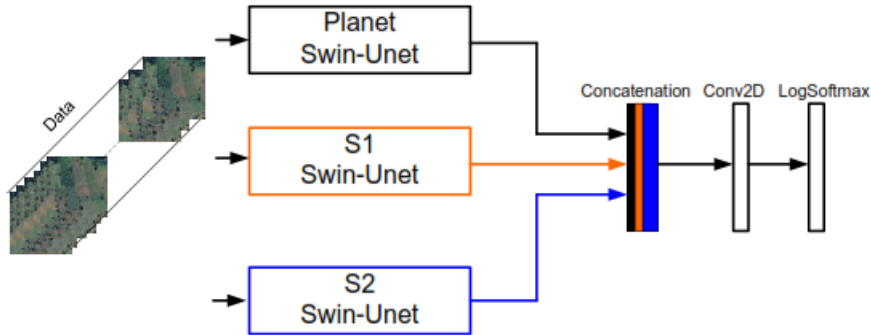 Data
Planet
Swin-Unet
S1
Swin-Unet
S2
Swin-Unet
Concatenation
Conv2D
LogSoftmax